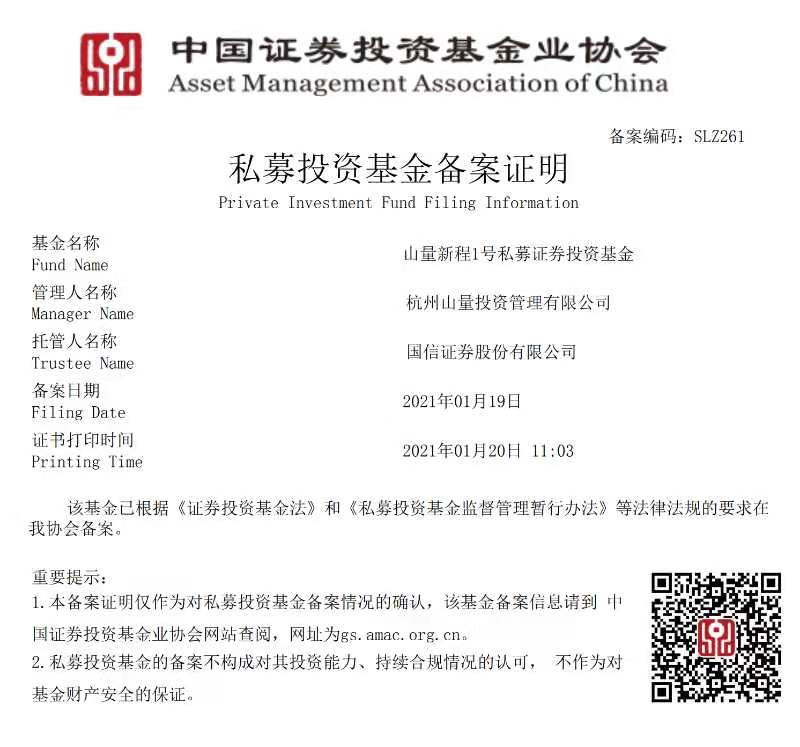 中国证券投资基金业协会
Asset Management Association of China
备案编码：SLZ261
私募投资基金备案证明
Private Investment Fund Filing Information
基金名称
Fund Name
山量新程1号私募证券投资基金
管理人名称
Manager Name
杭州山量投资管理有限公司
托管人名称
Trustee Name
国信证券股份有限公司
备案日期
Filing Date
2021年01月19日
证书打印时间
Printing Time
2021年01月20日 11:03
该基金已根据《证券投资基金法》和《私募投资基金监督管理暂行办法》等法律法规的要求在
我协会备案。
重要提示：
1.本备案证明仅作为对私募投资基金备案情况的确认，该基金备案信息请到 中
国证券投资基金业协会网站查阅，网址为gs.amac.org.cn。
2.私募投资基金的备案不构成对其投资能力、持续合规情况的认可， 不作为对
基金财产安全的保证。